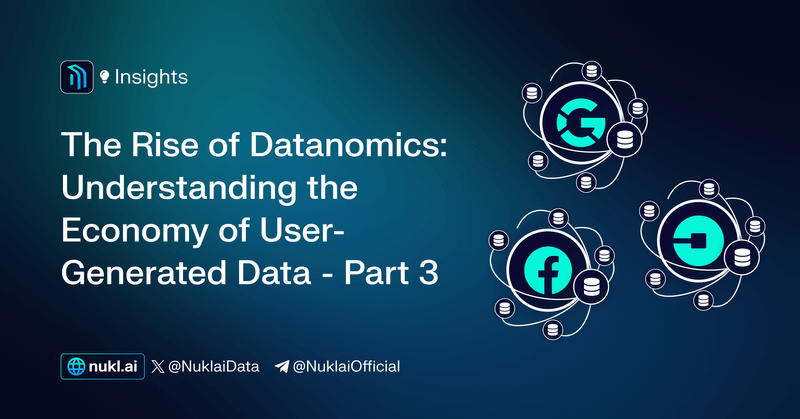 Insights
The Rise of Datanomics:
Understanding the
Economy of User-
Generated Data - Part 3
nukl.ai @NuklaiData @NuklaiOfficial